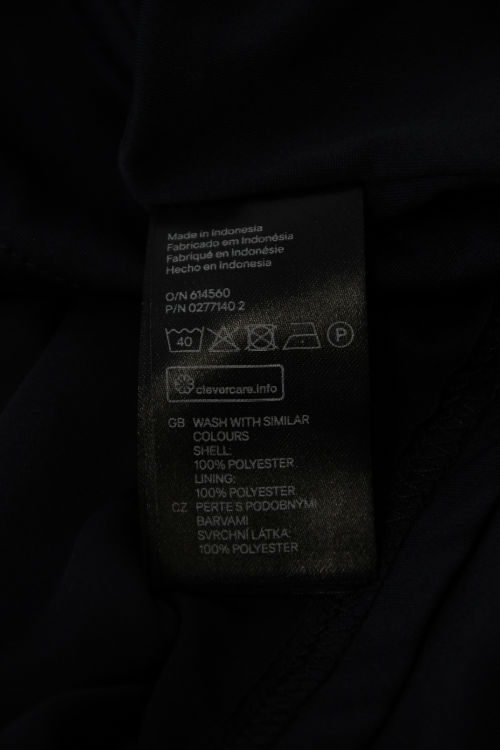 Made in Indonesia
Fabricado em Indonésia
Fabriqué en Indonésie
Hecho en Indonesia
O/N 614560
P/N 0277140 2
40 P
clevercare.info
GB WASH WITH SIMILAR
COLOURS
SHELL:
100% POLYESTER
LINING:
100% POLYESTER
CZ PERTE S PODOBNÝMI
BARVAMI
SVRCHNÍ LÁTKA:
100% POLYESTER